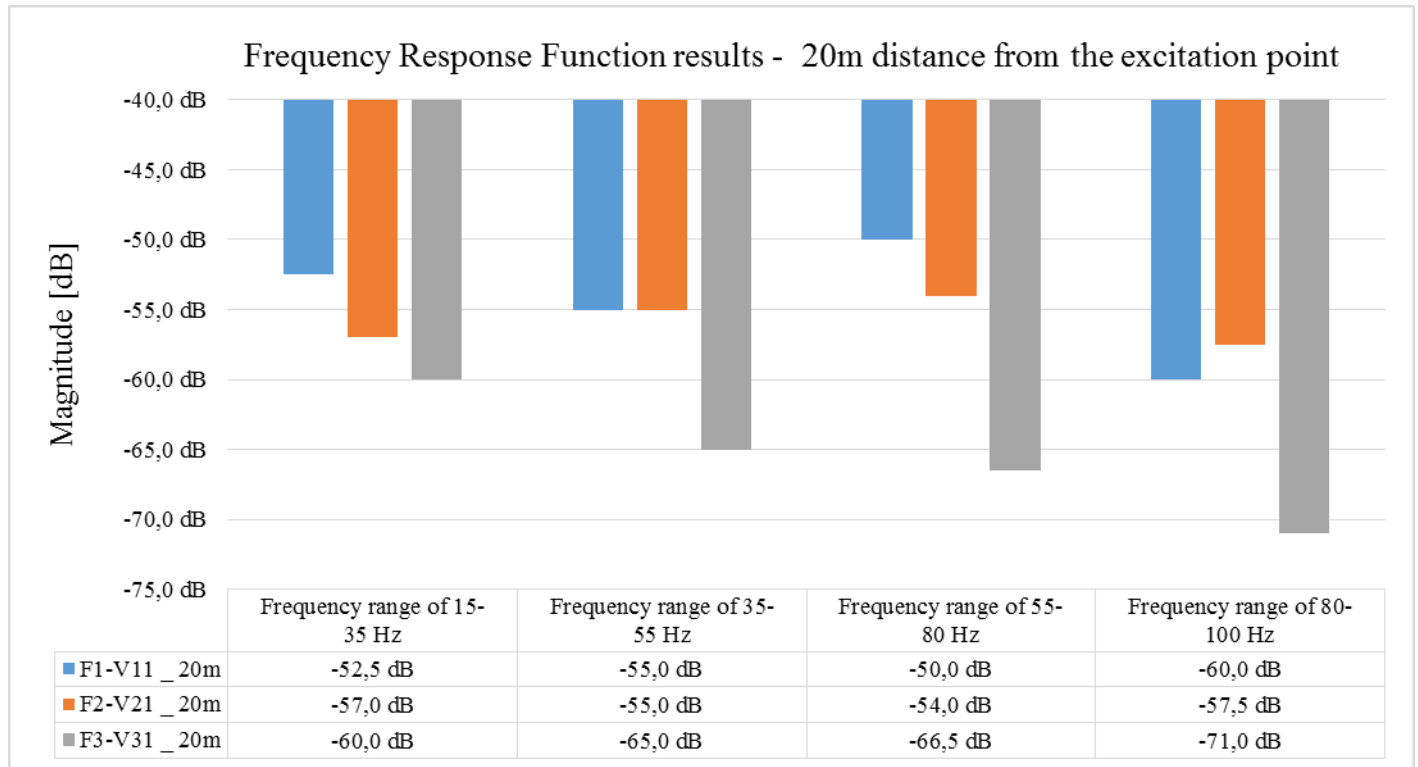 Frequency Response Function results - 20m distance from the excitation point
Magnitude [dB]
-40,0 dB
-45,0 dB
-50,0 dB
-55,0 dB
-60,0 dB
-65,0 dB
-70,0 dB
-75,0 dB
Frequency range of 15-
35 Hz
Frequency range of 35-
55 Hz
Frequency range of 55-
80 Hz
Frequency range of 80-
100 Hz
F1-V11 _ 20m -52,5 dB -55,0 dB -50,0 dB -60,0 dB
F2-V21 _ 20m -57,0 dB -55,0 dB -54,0 dB -57,5 dB
F3-V31 _ 20m -60,0 dB -65,0 dB -66,5 dB -71,0 dB